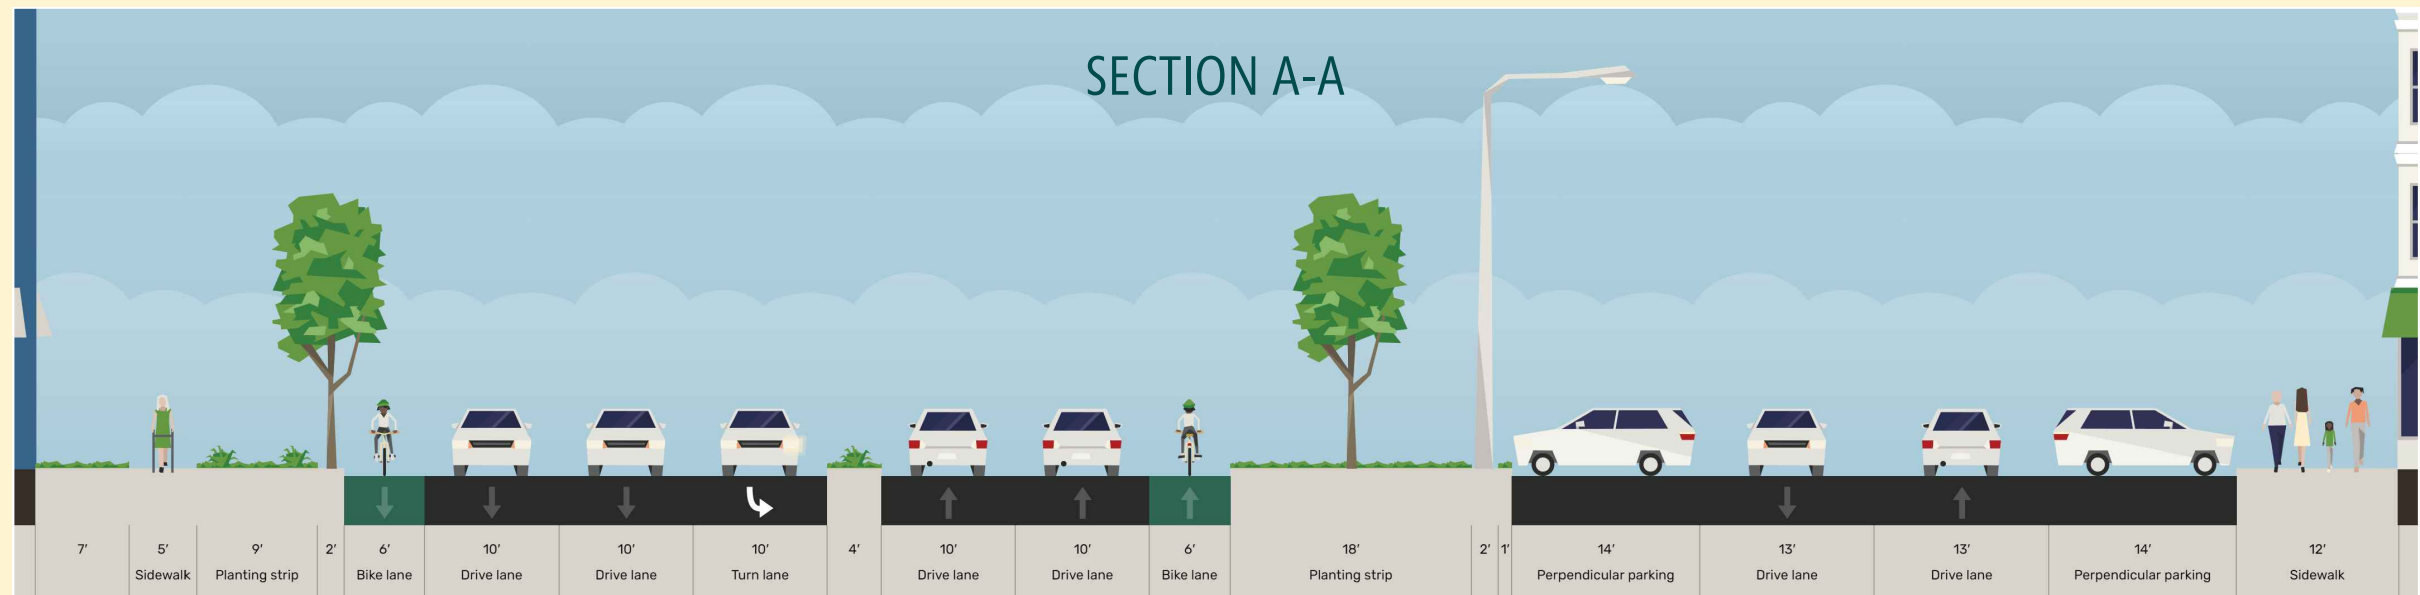 SECTION A-A
7' 5' 9' 2' 6' 10' 10' 10' 4' 10' 10' 6' 18' 2' 1' 14' 13' 13' 14' 12'
Sidewalk Planting strip Bike lane Drive lane Drive lane Turn lane Drive lane Drive lane Bike lane Planting strip Perpendicular parking Drive lane Drive lane Perpendicular parking Sidewalk